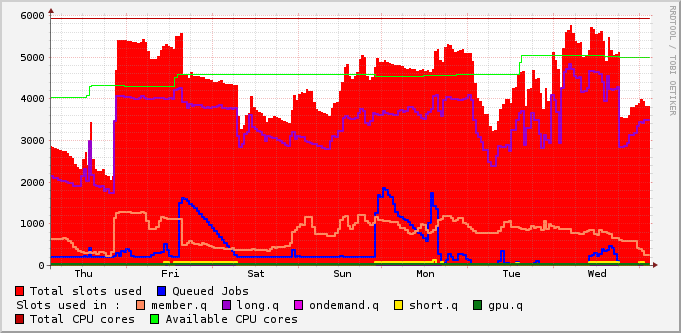 6000
5000
4000
3000
2000
1000
0
Thu Fri Sat Sun Mon Tue Wed
Total slots used Queued Jobs
Slots used in : member.q long.q ondemand.q short.q gpu.q
Total CPU cores Available CPU cores
RRDTOOL / TOBI OETIKER